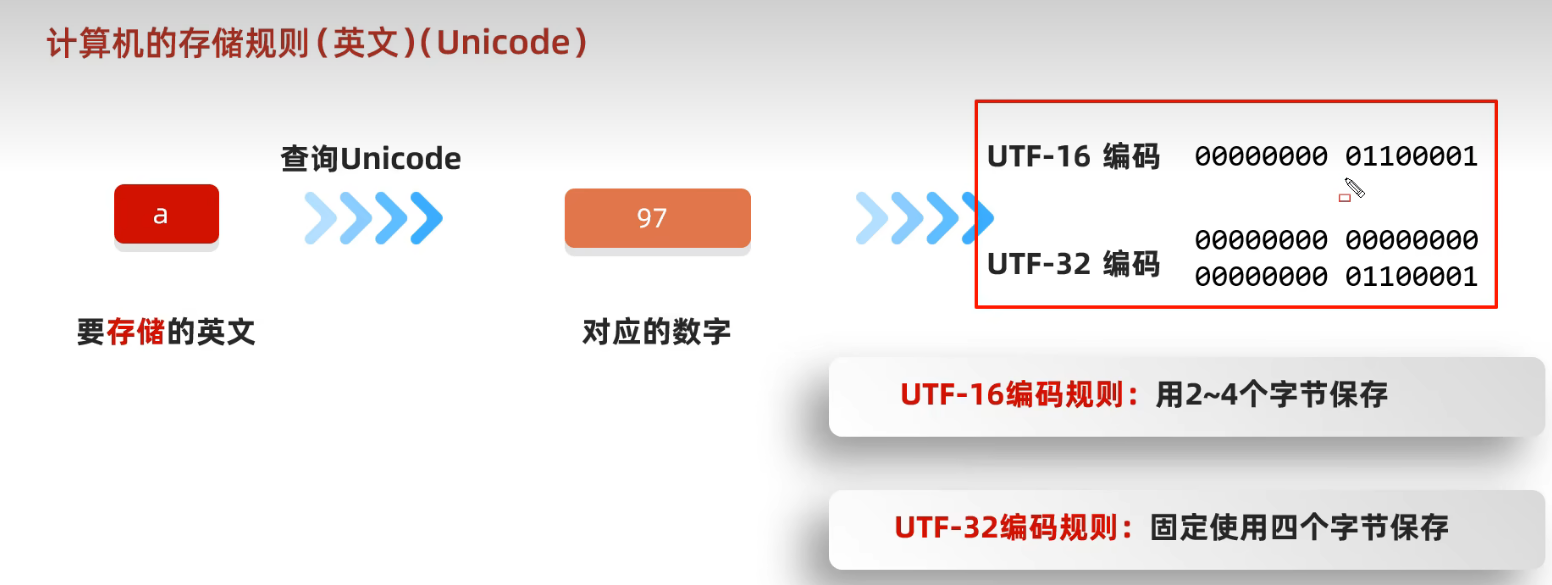 计算机的存储规则(英文)(Unicode)
查询Unicode
a
97
要存储的英文
对应的数字
UTF-16 编码 00000000 01100001
UTF-32 编码 00000000 00000000
00000000 01100001
UTF-16编码规则：用2~4个字节保存
UTF-32编码规则：固定使用四个字节保存